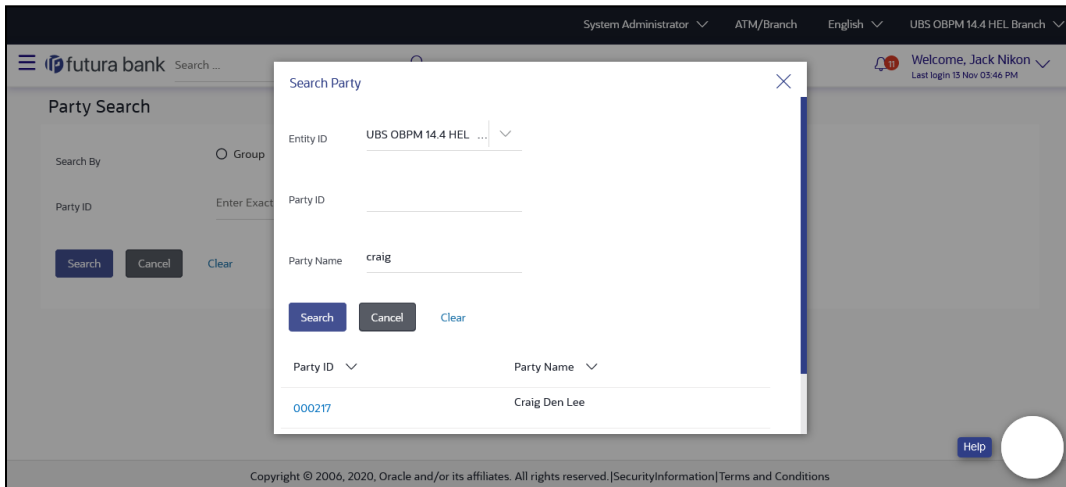 System Administrator ATM/Branch English UBS OBPM 14.4 HEL Branch
futura bank Search ... 11 Welcome, Jack Nikon
Last login 13 Nov 03:46 PM
Party Search
Search By Group
Party ID Enter Exact
Search Cancel Clear
Search Party
Entity ID UBS OBPM 14.4 HEL ...
Party ID
Party Name craig
Search Cancel Clear
Party ID Party Name
000217 Craig Den Lee
Help
Copyright © 2006, 2020, Oracle and/or its affiliates. All rights reserved.|SecurityInformation|Terms and Conditions